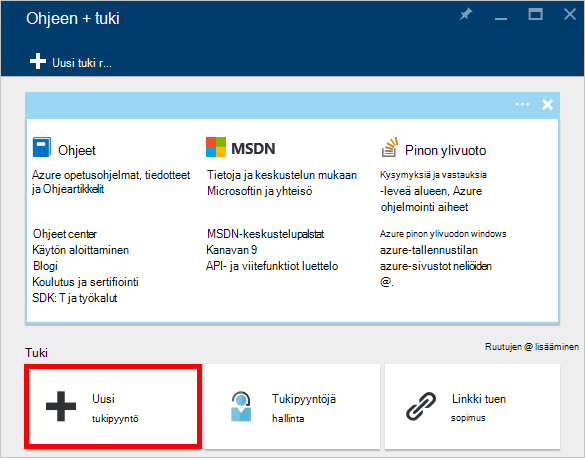 Ohjeen + tuki
Uusi tuki r...
Ohjeet
Azure opetusohjelmat, tiedotteet
ja Ohjeartikkelit
Ohjeet center
Käytön aloittaminen
Blogi
Koulutus ja sertifiointi
SDK: T ja työkalut
MSDN
Tietoja ja keskustelun mukaan
Microsoftin ja yhteisö
MSDN-keskustelupalstat
Kanavan 9
API- ja viitefunktiot luettelo
Pinon ylivuoto
Kysymyksiä ja vastauksia
-leveä alueen, Azure
ohjelmointi aiheet
Azure pinon ylivuodon windows
azure-tallennustilan
azure-sivustot neliöiden
@.
Tuki
Ruutujen @ lisääminen
Uusi
tukipyyntö
Tukipyyntöjä
hallinta
Linkki tuen
sopimus